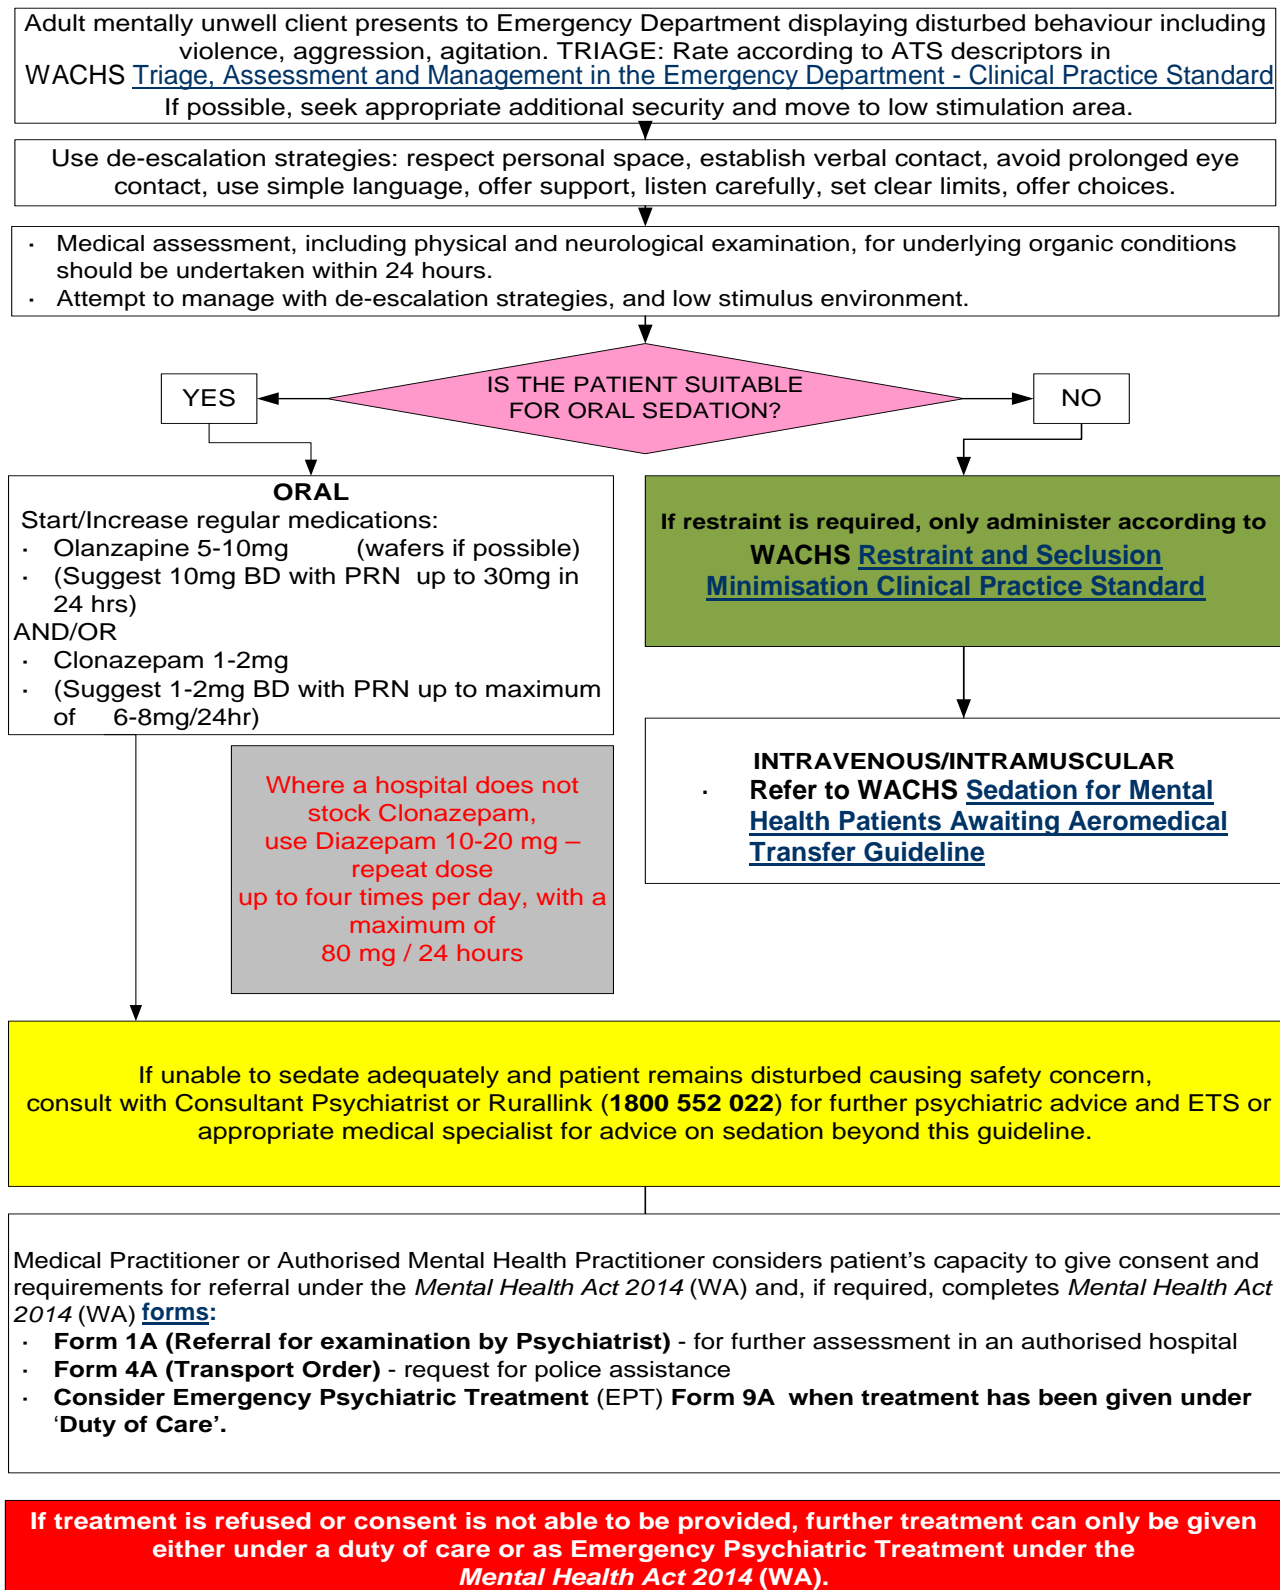 Adult mentally unwell client presents to Emergency Department displaying disturbed behaviour including
violence, aggression, agitation. TRIAGE: Rate according to ATS descriptors in
WACHS Triage, Assessment and Management in the Emergency Department - Clinical Practice Standard
If possible, seek appropriate additional security and move to low stimulation area.
Use de-escalation strategies: respect personal space, establish verbal contact, avoid prolonged eye
contact, use simple language, offer support, listen carefully, set clear limits, offer choices.
· Medical assessment, including physical and neurological examination, for underlying organic conditions
should be undertaken within 24 hours.
· Attempt to manage with de-escalation strategies, and low stimulus environment.
IS THE PATIENT SUITABLE
FOR ORAL SEDATION?
YES
NO
ORAL
Start/Increase regular medications:
· Olanzapine 5-10mg (wafers if possible)
· (Suggest 10mg BD with PRN up to 30mg in
24 hrs)
AND/OR
· Clonazepam 1-2mg
· (Suggest 1-2mg BD with PRN up to maximum
of 6-8mg/24hr)
If restraint is required, only administer according to
WACHS Restraint and Seclusion
Minimisation Clinical Practice Standard
Where a hospital does not
stock Clonazepam,
use Diazepam 10-20 mg –
repeat dose
up to four times per day, with a
maximum of
80 mg / 24 hours
INTRAVENOUS/INTRAMUSCULAR
· Refer to WACHS Sedation for Mental
Health Patients Awaiting Aeromedical
Transfer Guideline
If unable to sedate adequately and patient remains disturbed causing safety concern,
consult with Consultant Psychiatrist or Rurallink (1800 552 022) for further psychiatric advice and ETS or
appropriate medical specialist for advice on sedation beyond this guideline.
Medical Practitioner or Authorised Mental Health Practitioner considers patient’s capacity to give consent and
requirements for referral under the Mental Health Act 2014 (WA) and, if required, completes Mental Health Act
2014 (WA) forms:
· Form 1A (Referral for examination by Psychiatrist) - for further assessment in an authorised hospital
· Form 4A (Transport Order) - request for police assistance
· Consider Emergency Psychiatric Treatment (EPT) Form 9A when treatment has been given under
‘Duty of Care’.
If treatment is refused or consent is not able to be provided, further treatment can only be given
either under a duty of care or as Emergency Psychiatric Treatment under the
Mental Health Act 2014 (WA).